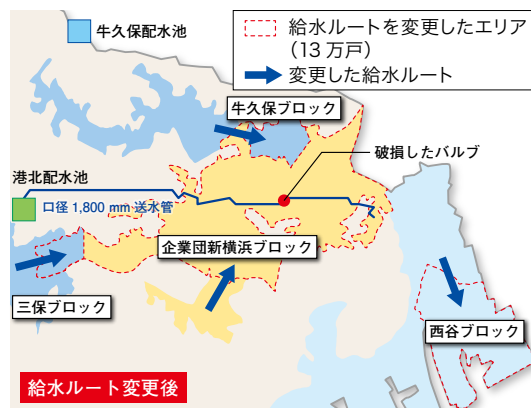 牛久保配水池
給水ルートを変更したエリア
（13 万戸）
変更した給水ルート
牛久保ブロック
破損したバルブ
港北配水池
口径 1,800 mm 送水管
企業団新横浜ブロック
三保ブロック
西谷ブロック
給水ルート変更後